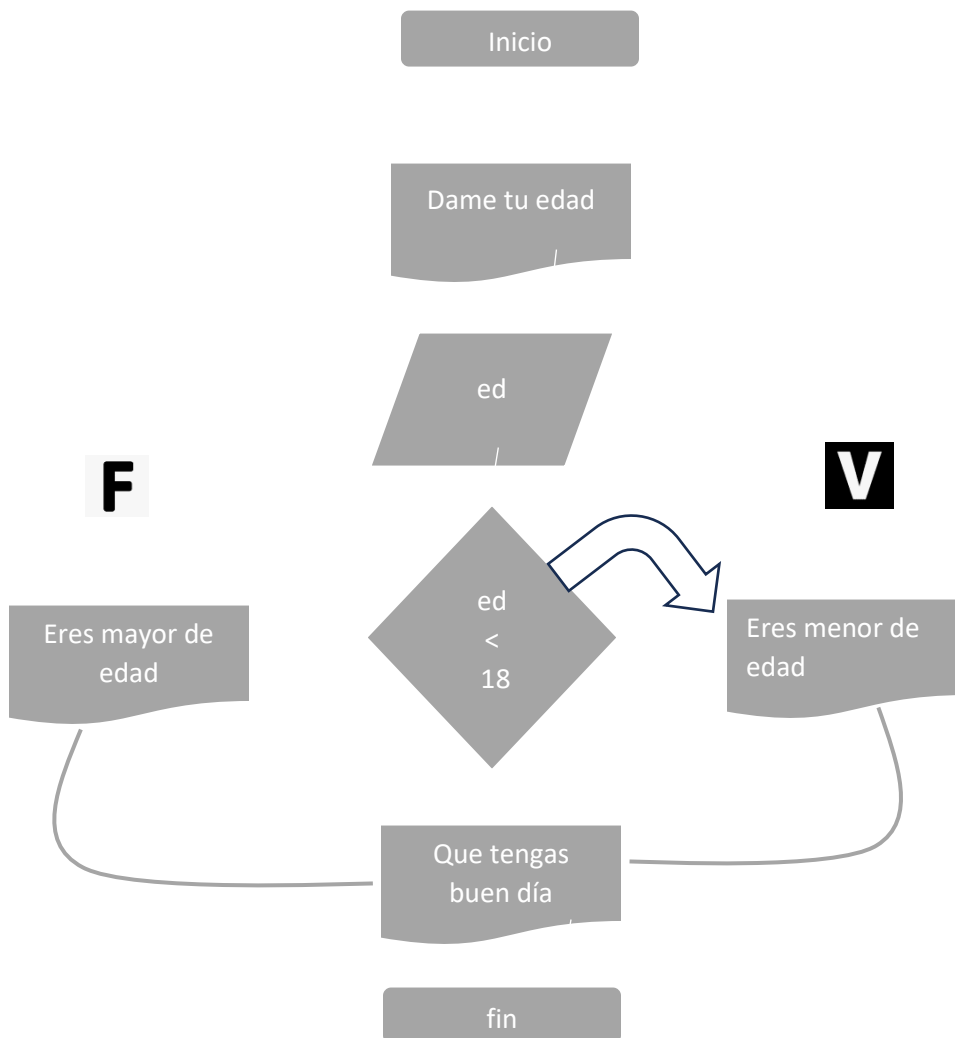 Inicio
Dame tu edad
ed
F
V
ed
<
18
Eres mayor de
edad
Eres menor de
edad
Que tengas
buen día
fin